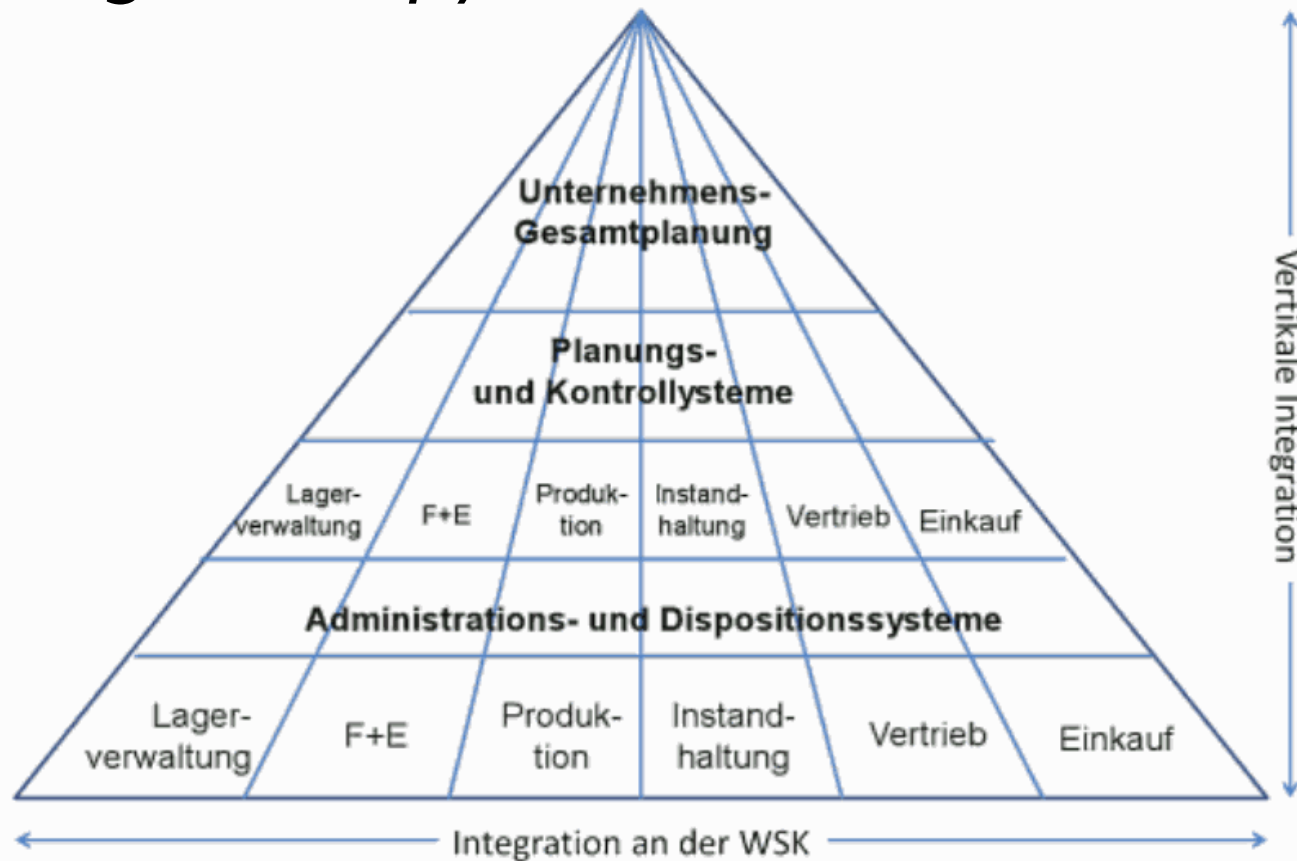 Unternehmens-
Gesamtplanung
Planungs-
und Kontrollysteme
Lager-
verwaltung
F+E
Produk-
tion
Instand-
haltung
Vertrieb
Einkauf
Administrations- und Dispositionssysteme
Lager-
verwaltung
F+E
Produk-
tion
Instand-
haltung
Vertrieb
Einkauf
Integration an der WSK
Vertikale Integration